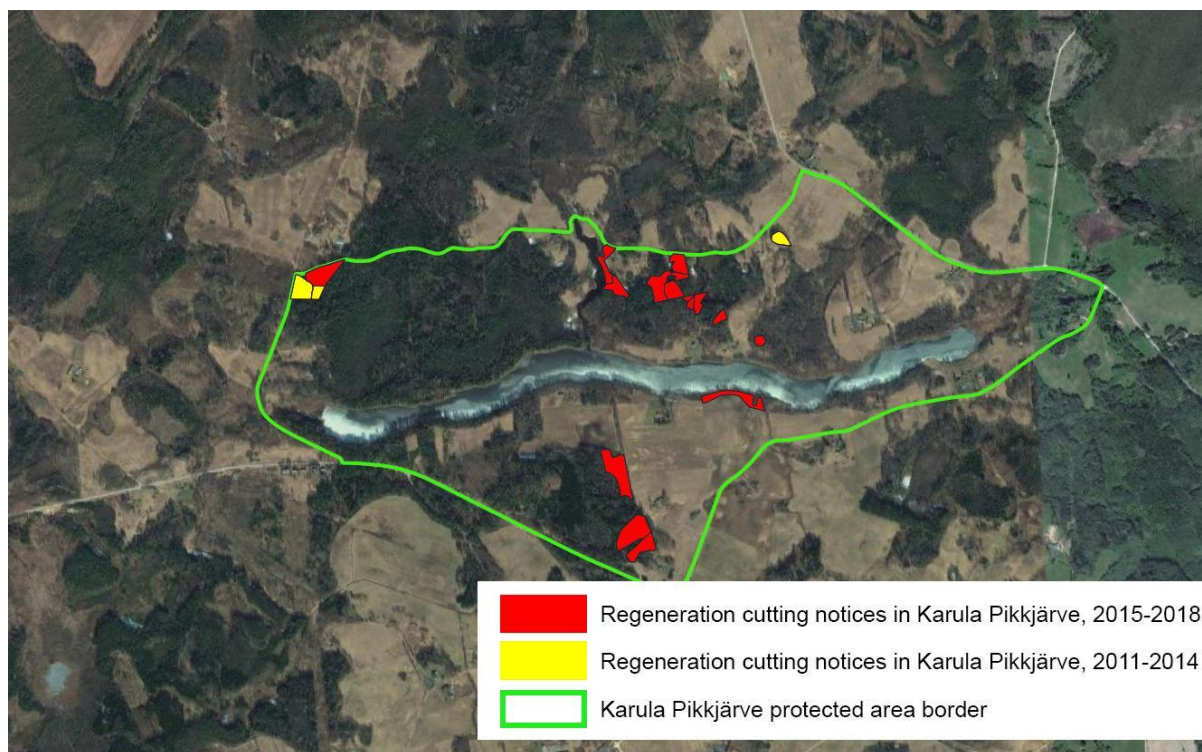 Regeneration cutting notices in Karula Pikkjärve, 2015-2018
Regeneration cutting notices in Karula Pikkjärve, 2011-2014
Karula Pikkjärve protected area border